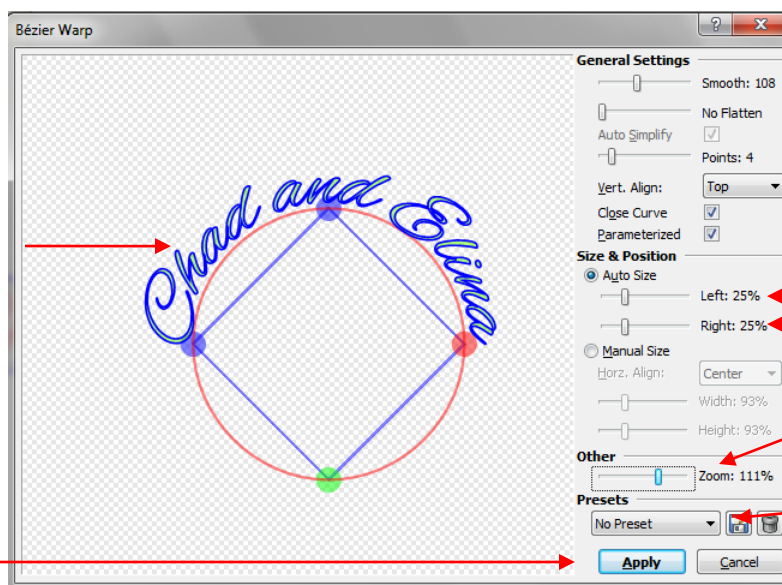 Bézier Warp
Chad and Elima
General Settings
Smooth: 108
No Flatten
Auto Simplify
Points: 4
Vert. Align: Top
Close Curve
Parameterized
Size & Position
Auto Size
Left: 25%
Right: 25%
Manual Size
Horz. Align: Center
Width: 93%
Height: 93%
Other
Zoom: 111%
Presets
No Preset
Apply Cancel